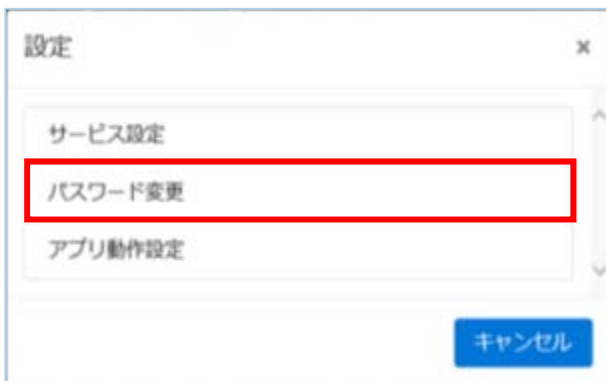 設定
サービス設定
パスワード変更
アプリ動作設定
キャンセル